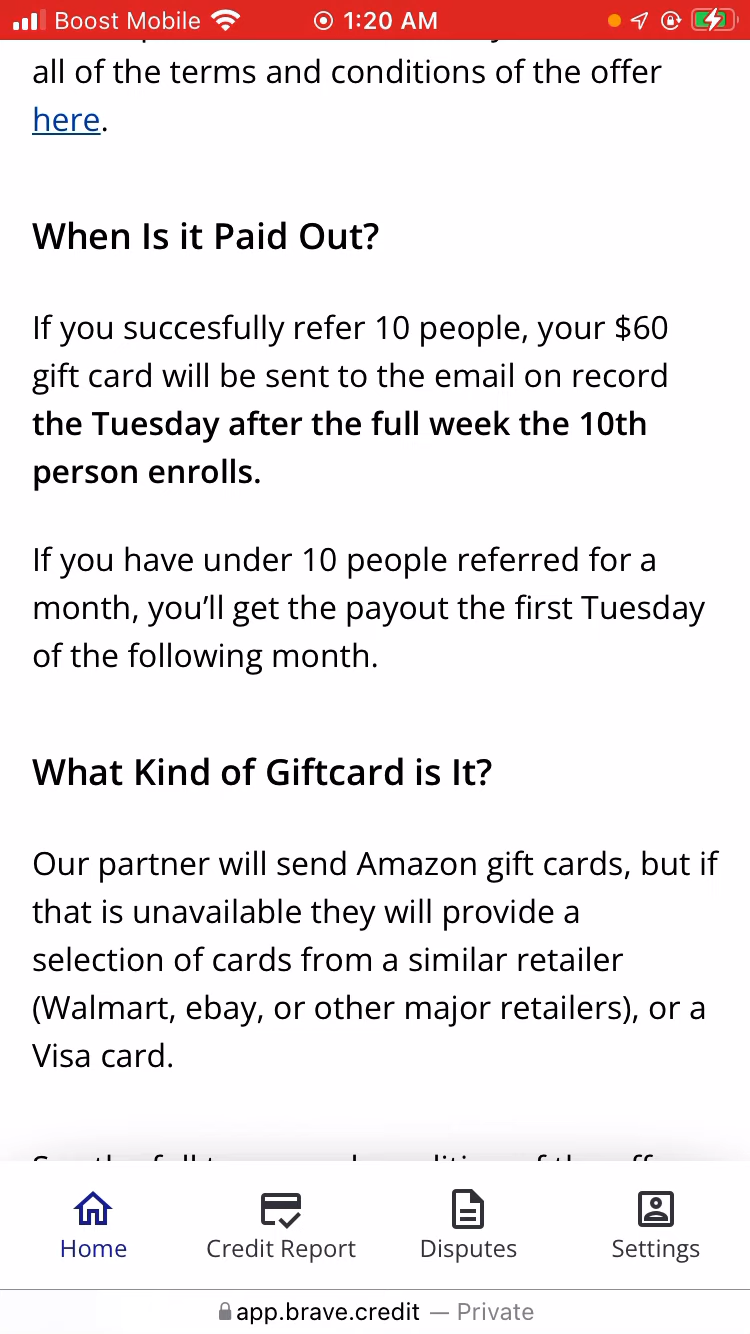 Boost Mobile 1:20 AM
all of the terms and conditions of the offer
here.
When Is it Paid Out?
If you succesfully refer 10 people, your $60
gift card will be sent to the email on record
the Tuesday after the full week the 10th
person enrolls.
If you have under 10 people referred for a
month, you’ll get the payout the first Tuesday
of the following month.
What Kind of Giftcard is It?
Our partner will send Amazon gift cards, but if
that is unavailable they will provide a
selection of cards from a similar retailer
(Walmart, ebay, or other major retailers), or a
Visa card.
Home Credit Report Disputes Settings
app.brave.credit — Private